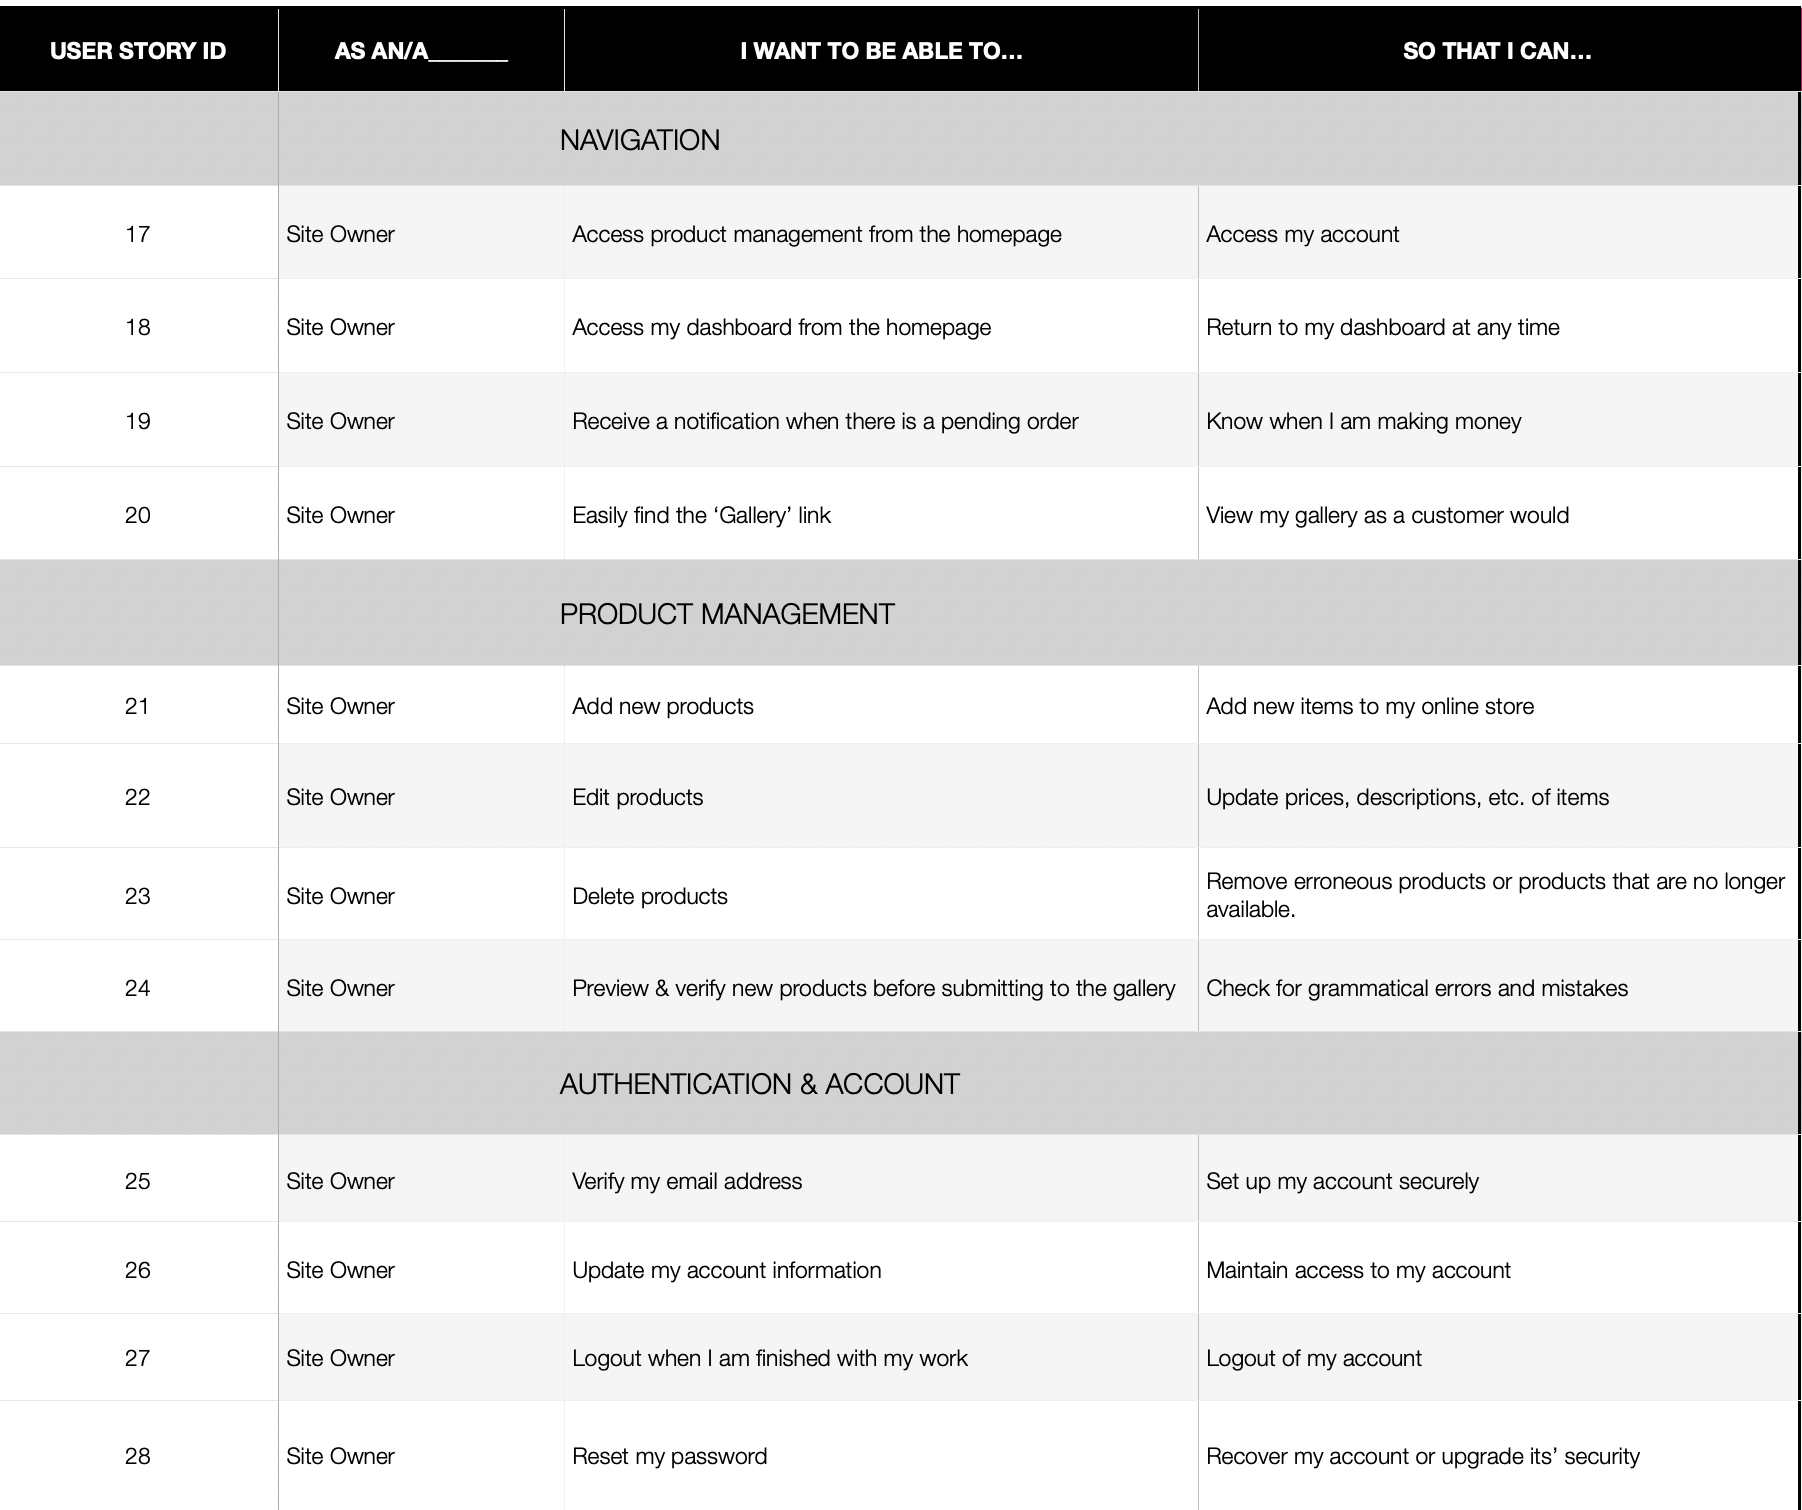 USER STORY ID AS AN/A_______ I WANT TO BE ABLE TO... SO THAT I CAN...
NAVIGATION
17 Site Owner Access product management from the homepage Access my account
18 Site Owner Access my dashboard from the homepage Return to my dashboard at any time
19 Site Owner Receive a notification when there is a pending order Know when I am making money
20 Site Owner Easily find the ‘Gallery’ link View my gallery as a customer would
PRODUCT MANAGEMENT
21 Site Owner Add new products Add new items to my online store
22 Site Owner Edit products Update prices, descriptions, etc. of items
23 Site Owner Delete products Remove erroneous products or products that are no longer
available.
24 Site Owner Preview & verify new products before submitting to the gallery Check for grammatical errors and mistakes
AUTHENTICATION & ACCOUNT
25 Site Owner Verify my email address Set up my account securely
26 Site Owner Update my account information Maintain access to my account
27 Site Owner Logout when I am finished with my work Logout of my account
28 Site Owner Reset my password Recover my account or upgrade its’ security